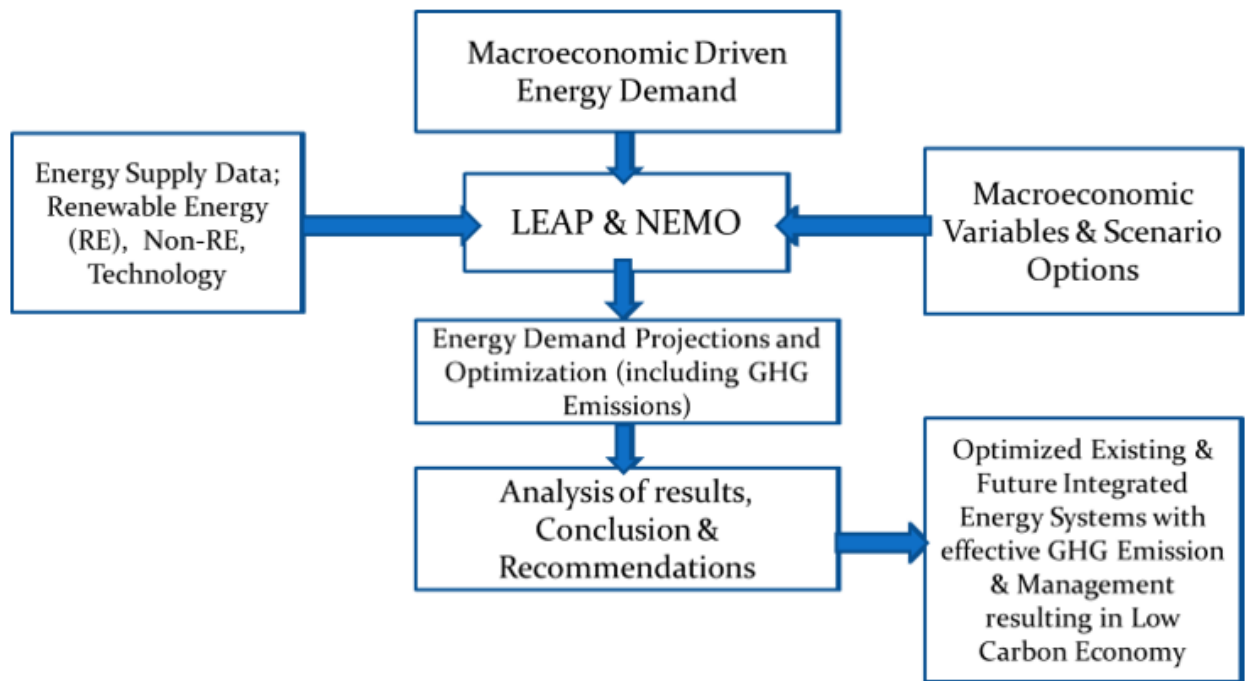 Macroeconomic Driven
Energy Demand
Energy Supply Data;
Renewable Energy
(RE), Non-RE,
Technology
LEAP & NEMO
Macroeconomic
Variables & Scenario
Options
Energy Demand Projections and
Optimization (including GHG
Emissions)
Analysis of results,
Conclusion &
Recommendations
Optimized Existing &
Future Integrated
Energy Systems with
effective GHG Emission
& Management
resulting in Low
Carbon Economy